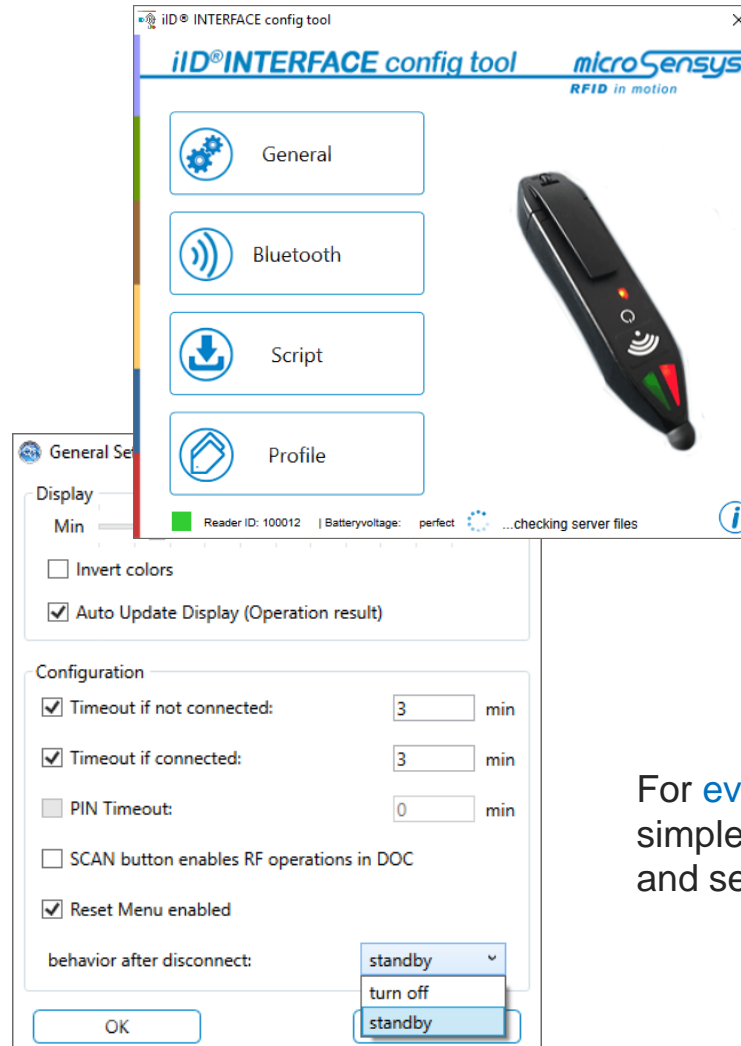 iID® INTERFACE config tool
iID®INTERFACE config tool
microSensys
RFID in motion
General
Bluetooth
Script
Profile
Reader ID: 100012 | Batteryvoltage: perfect ...checking server files
i
General Se
Display
Min
Invert colors
Auto Update Display (Operation result)
Configuration
Timeout if not connected: 3 min
Timeout if connected: 3 min
PIN Timeout: 0 min
SCAN button enables RF operations in DOC
Reset Menu enabled
behavior after disconnect: standby
turn off
standby
OK
For ev
simple
and se